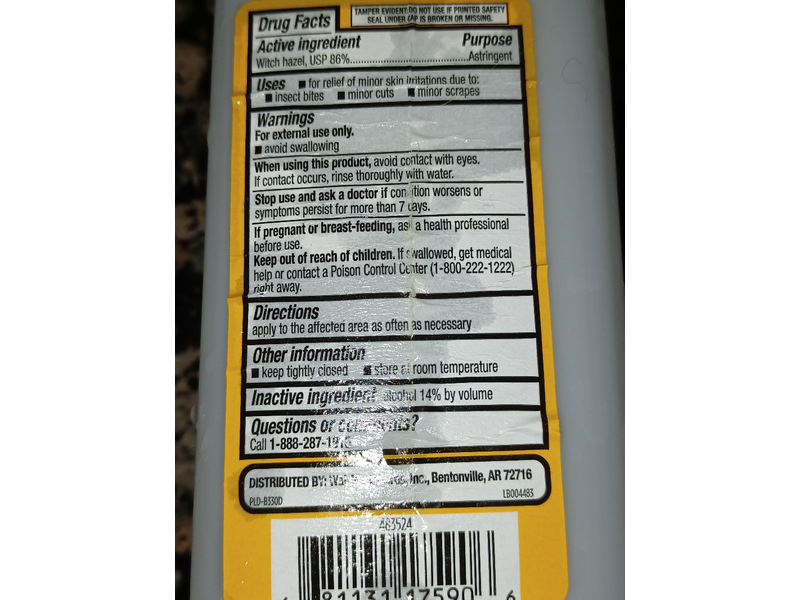 TAMPER EVIDENT: DO NOT USE IF PRINTED SAFETY
SEAL UNDER CAP IS BROKEN OR MISSING.
Drug Facts
Active ingredient Purpose
Witch hazel, USP 86%.......................................Astringent
Uses ■ for relief of minor skin irritations due to:
■ insect bites ■ minor cuts ■ minor scrapes
Warnings
For external use only.
■ avoid swallowing
When using this product, avoid contact with eyes.
If contact occurs, rinse thoroughly with water.
Stop use and ask a doctor if condition worsens or
symptoms persist for more than 7 days.
If pregnant or breast-feeding, ask a health professional
before use.
Keep out of reach of children. If swallowed, get medical
help or contact a Poison Control Center (1-800-222-1222)
right away.
Directions
apply to the affected area as often as necessary
Other information
■ keep tightly closed ■ store at room temperature
Inactive ingredient alcohol 14% by volume
Questions or comments?
Call
DISTRIBUTED BY: Inc., Bentonville, AR 72716
PLD-B330D LB004483
483524
81131 17590 6